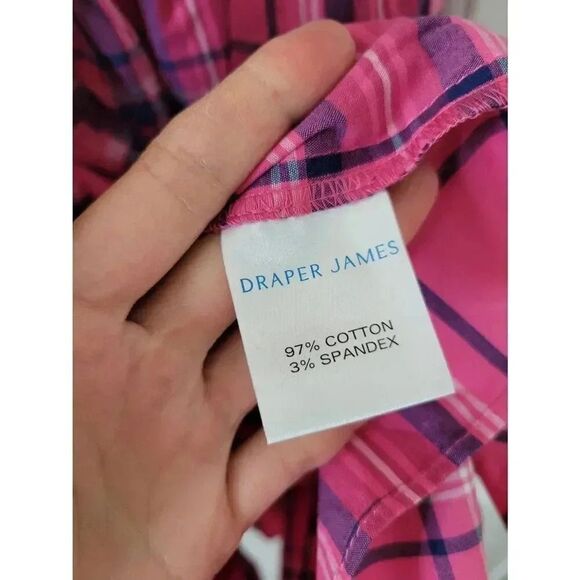 DRAPER JAMES
97% COTTON
3% SPANDEX